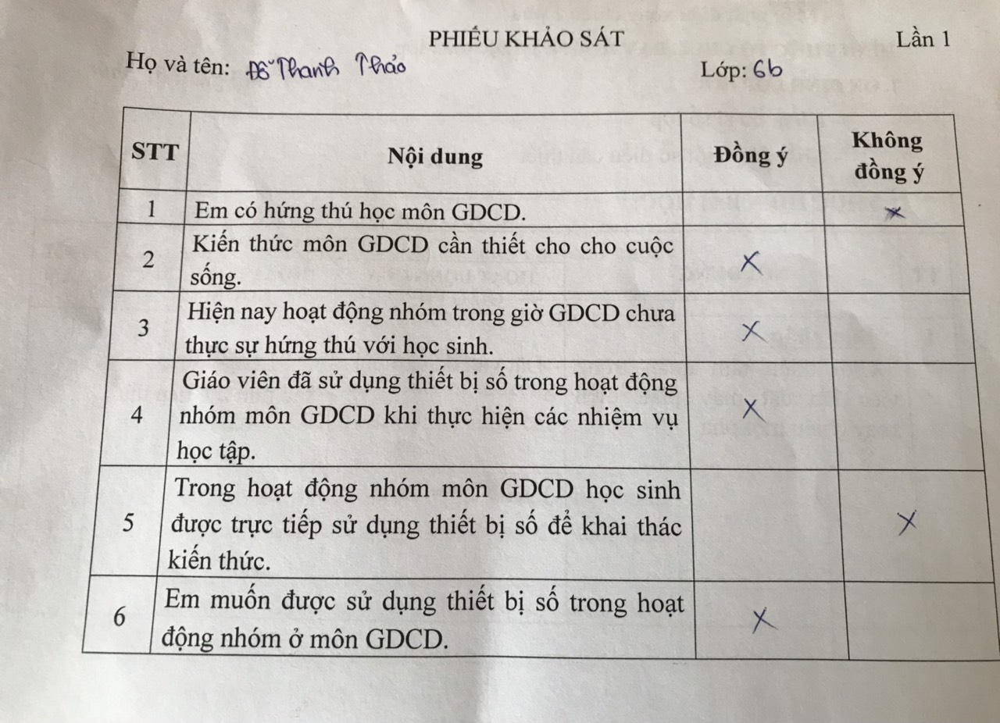 PHIẾU KHẢO SÁT Lần 1
Họ và tên: Đỗ Thanh Thảo Lớp: 6b
STT Nội dung Đồng ý Không đồng ý
1 Em có hứng thú học môn GDCD. x
2 Kiến thức môn GDCD cần thiết cho cho cuộc
sống. x
3 Hiện nay hoạt động nhóm trong giờ GDCD chưa
thực sự hứng thú với học sinh. x
4 Giáo viên đã sử dụng thiết bị số trong hoạt động
nhóm môn GDCD khi thực hiện các nhiệm vụ x
học tập.
5 Trong hoạt động nhóm môn GDCD học sinh
được trực tiếp sử dụng thiết bị số để khai thác x
kiến thức.
6 Em muốn được sử dụng thiết bị số trong hoạt
động nhóm ở môn GDCD. x